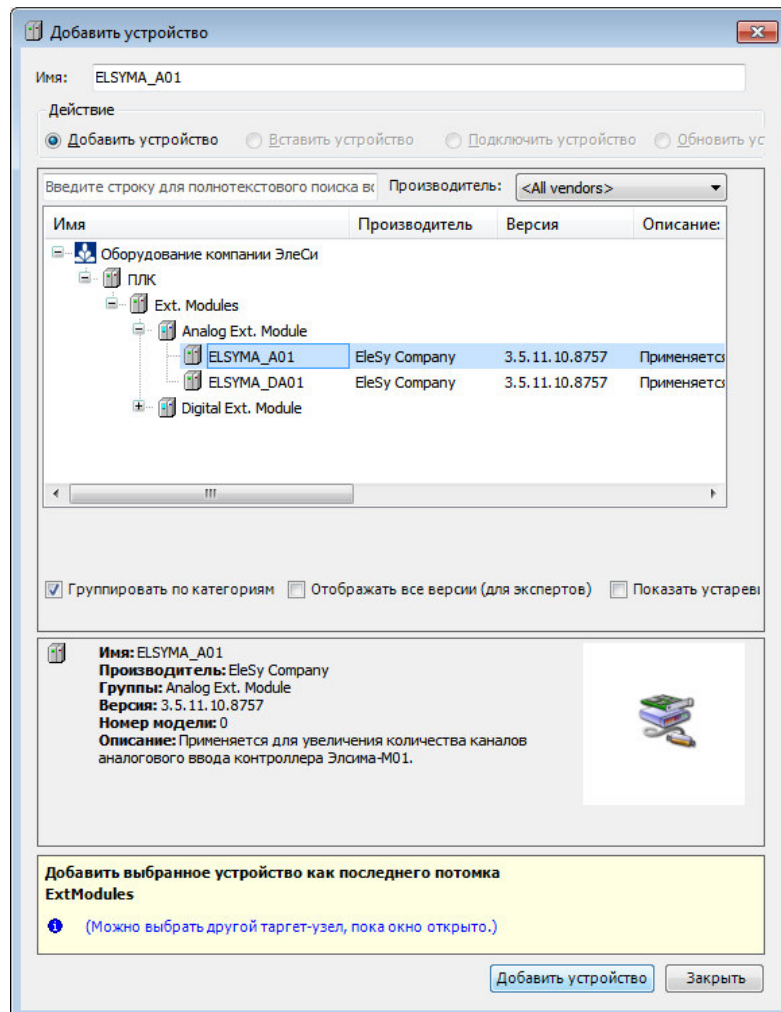 Добавить устройство
Имя: ELSYMA_A01
Действие
Добавить устройство Вставить устройство Подключить устройство Обновить ус
Введите строку для полнотекстового поиска вс Производитель: <All vendors>
Имя Производитель Версия Описание:
Оборудование компании ЭлеСи
ПЛК
Ext. Modules
Analog Ext. Module
ELSYMA_A01 EleSy Company 3.5.11.10.8757 Применяетс
ELSYMA_DA01 EleSy Company 3.5.11.10.8757 Применяетс
Digital Ext. Module
Группировать по категориям Отображать все версии (для экспертов) Показать устареві
Имя: ELSYMA_A01
Производитель: EleSy Company
Группы: Analog Ext. Module
Версия: 3.5.11.10.8757
Номер модели: 0
Описание: Применяется для увеличения количества каналов
аналогового ввода контроллера Элсима-М01.
Добавить выбранное устройство как последнего потомка
ExtModules
(Можно выбрать другой таргет-узел, пока окно открыто.)
Добавить устройство Закрыть